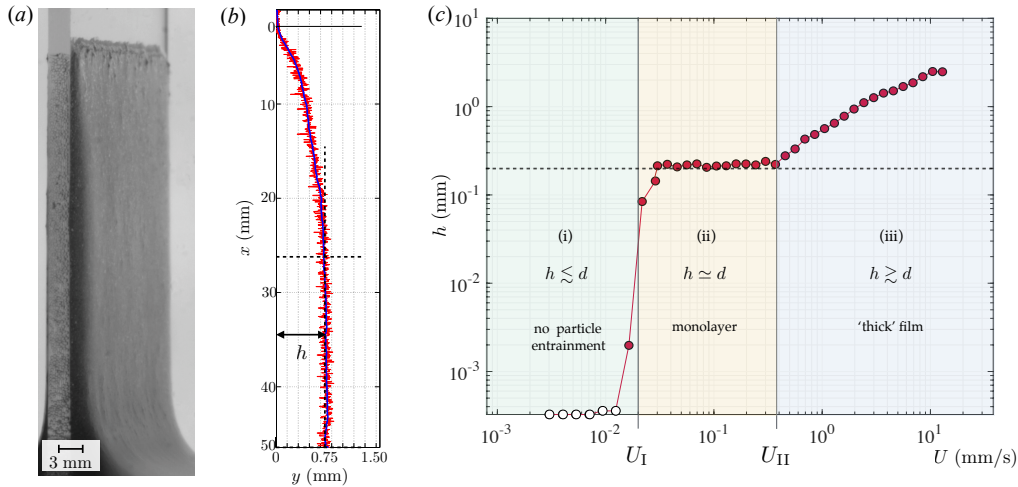 (a)
3 mm
(b)
0
10
20
30
40
50
x (mm)
h
0 0.75 1.50
y (mm)
(c)
10^1
10^0
10^-1
10^-2
10^-3
h (mm)
(i) (ii) (iii)
h ≲ d h ≃ d h ≳ d
no particle entrainment monolayer 'thick' film
10^-3 10^-2 10^-1 10^0 10^1
U_I U_II U (mm/s)